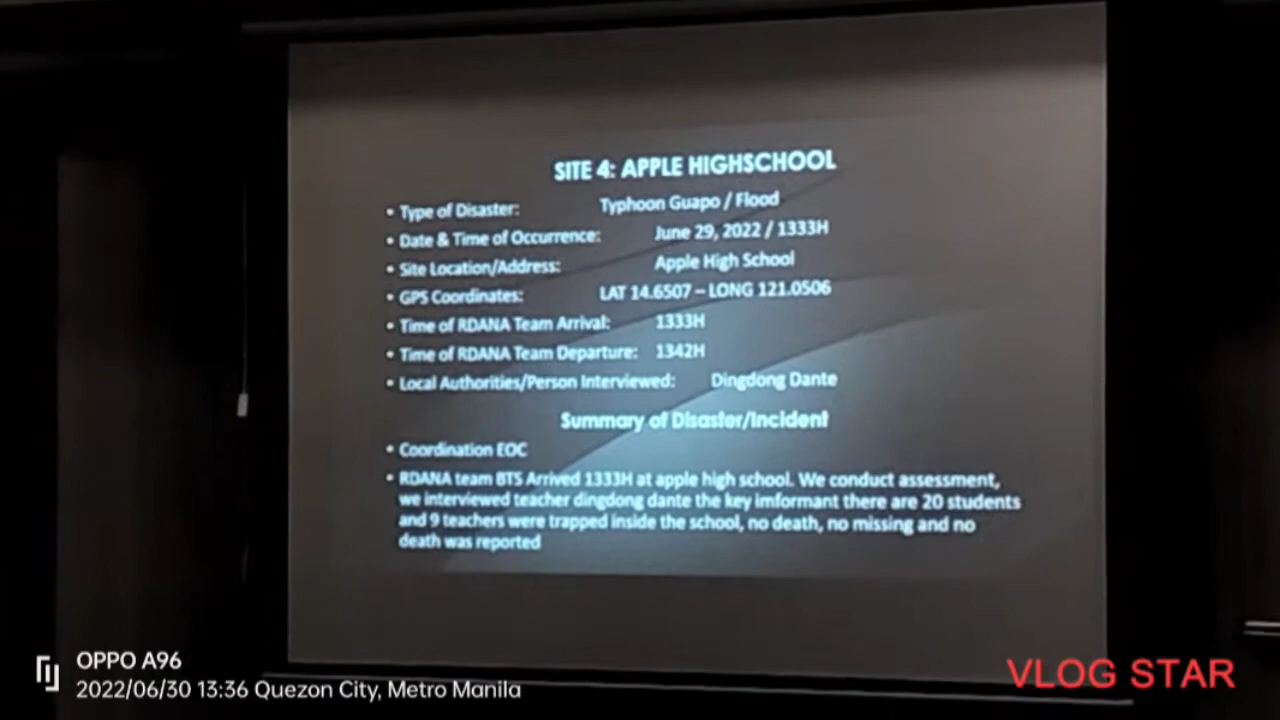 SITE 4: APPLE HIGHSCHOOL
• Type of Disaster: Typhoon Guapo / Flood
• Date & Time of Occurrence: June 29, 2022 / 1333H
• Site Location/Address: Apple High School
• GPS Coordinates: LAT 14.6507 – LONG 121.0506
• Time of RDANA Team Arrival: 1333H
• Time of RDANA Team Departure: 1342H
• Local Authorities/Person Interviewed: Dingdong Dante
Summary of Disaster/Incident
• Coordination EOC
• RDANA team BTS Arrived 1333H at apple high school. We conduct assessment,
we interviewed teacher dingdong dante the key imformant there are 20 students
and 9 teachers were trapped inside the school, no death, no missing and no
death was reported
OPPO A96
2022/06/30 13:36 Quezon City, Metro Manila
VLOG STAR